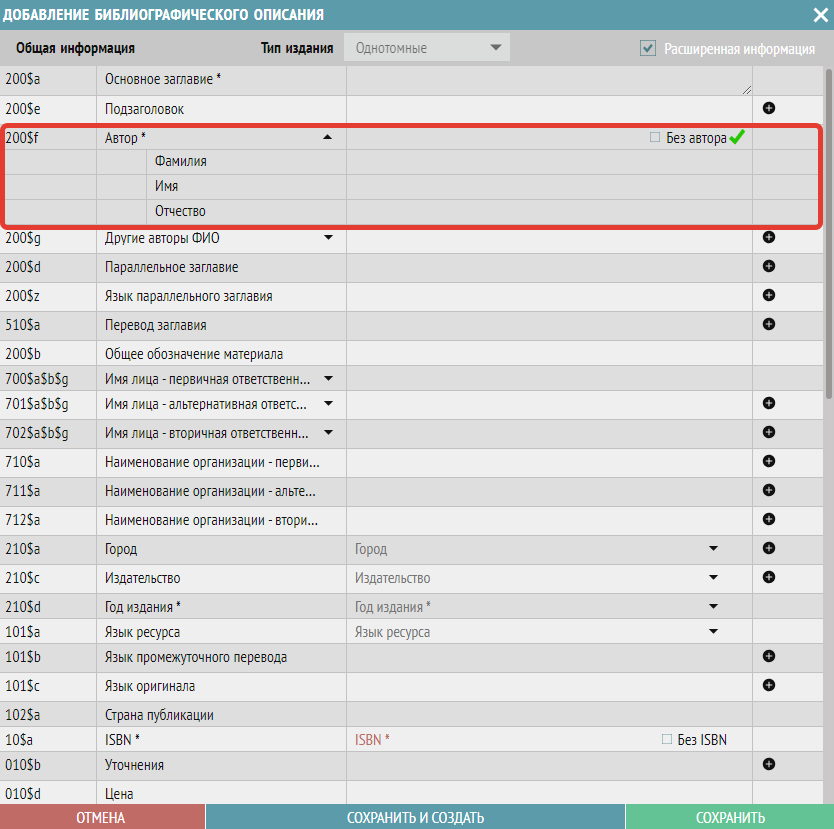 ДОБАВЛЕНИЕ БИБЛИОГРАФИЧЕСКОГО ОПИСАНИЯ
Общая информация Тип издания Однотомные Расширенная информация
200$a Основное заглавие *
200$e Подзаголовок
200$f Автор * Без автора
Фамилия
Имя
Отчество
200$g Другие авторы ФИО
200$d Параллельное заглавие
200$z Язык параллельного заглавия
510$a Перевод заглавия
200$b Общее обозначение материала
700$a$b$g Имя лица - первичная ответственн...
701$a$b$g Имя лица - альтернативная ответс...
702$a$b$g Имя лица - вторичная ответственн...
710$a Наименование организации - перви...
711$a Наименование организации - альте...
712$a Наименование организации - втори...
210$a Город Город
210$c Издательство Издательство
210$d Год издания * Год издания *
101$a Язык ресурса Язык ресурса
101$b Язык промежуточного перевода
101$c Язык оригинала
102$a Страна публикации
10$a ISBN * ISBN * Без ISBN
010$b Уточнения
010$d Цена
ОТМЕНА СОХРАНИТЬ И СОЗДАТЬ СОХРАНИТЬ